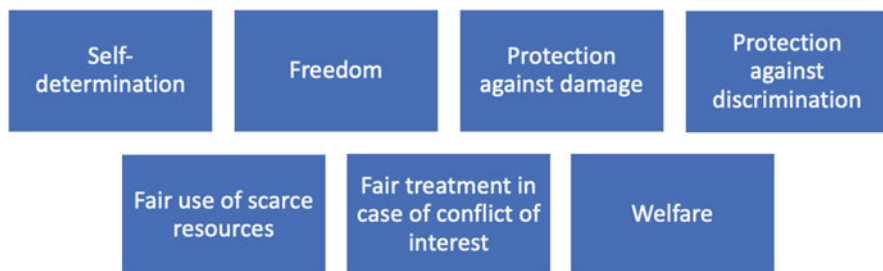 Self-
determination
Freedom
Protection
against damage
Protection
against
discrimination
Fair use of scarce
resources
Fair treatment in
case of conflict of
interest
Welfare